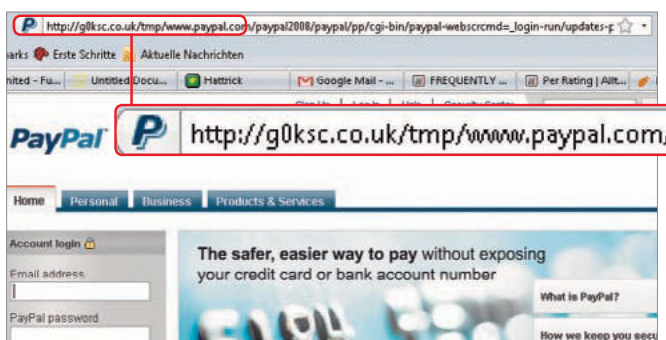 http://g0ksc.co.uk/tmp/www.paypal.com/paypal2008/paypal/pp/cgi-bin/paypal-webscrcmd=_login-run/updates-p
arks Erste Schritte Aktuelle Nachrichten
nited - Fu... Untitled Docu... Hattrick Google Mail - ... FREQUENTLY ... Per Rating | Allt...
Sign Up | Log In | Help | Security Center
PayPal http://g0ksc.co.uk/tmp/www.paypal.com/
Home Personal Business Products & Services
Account login
Email address
PayPal password
The safer, easier way to pay without exposing
your credit card or bank account number
What is PayPal?
How we keep you secu